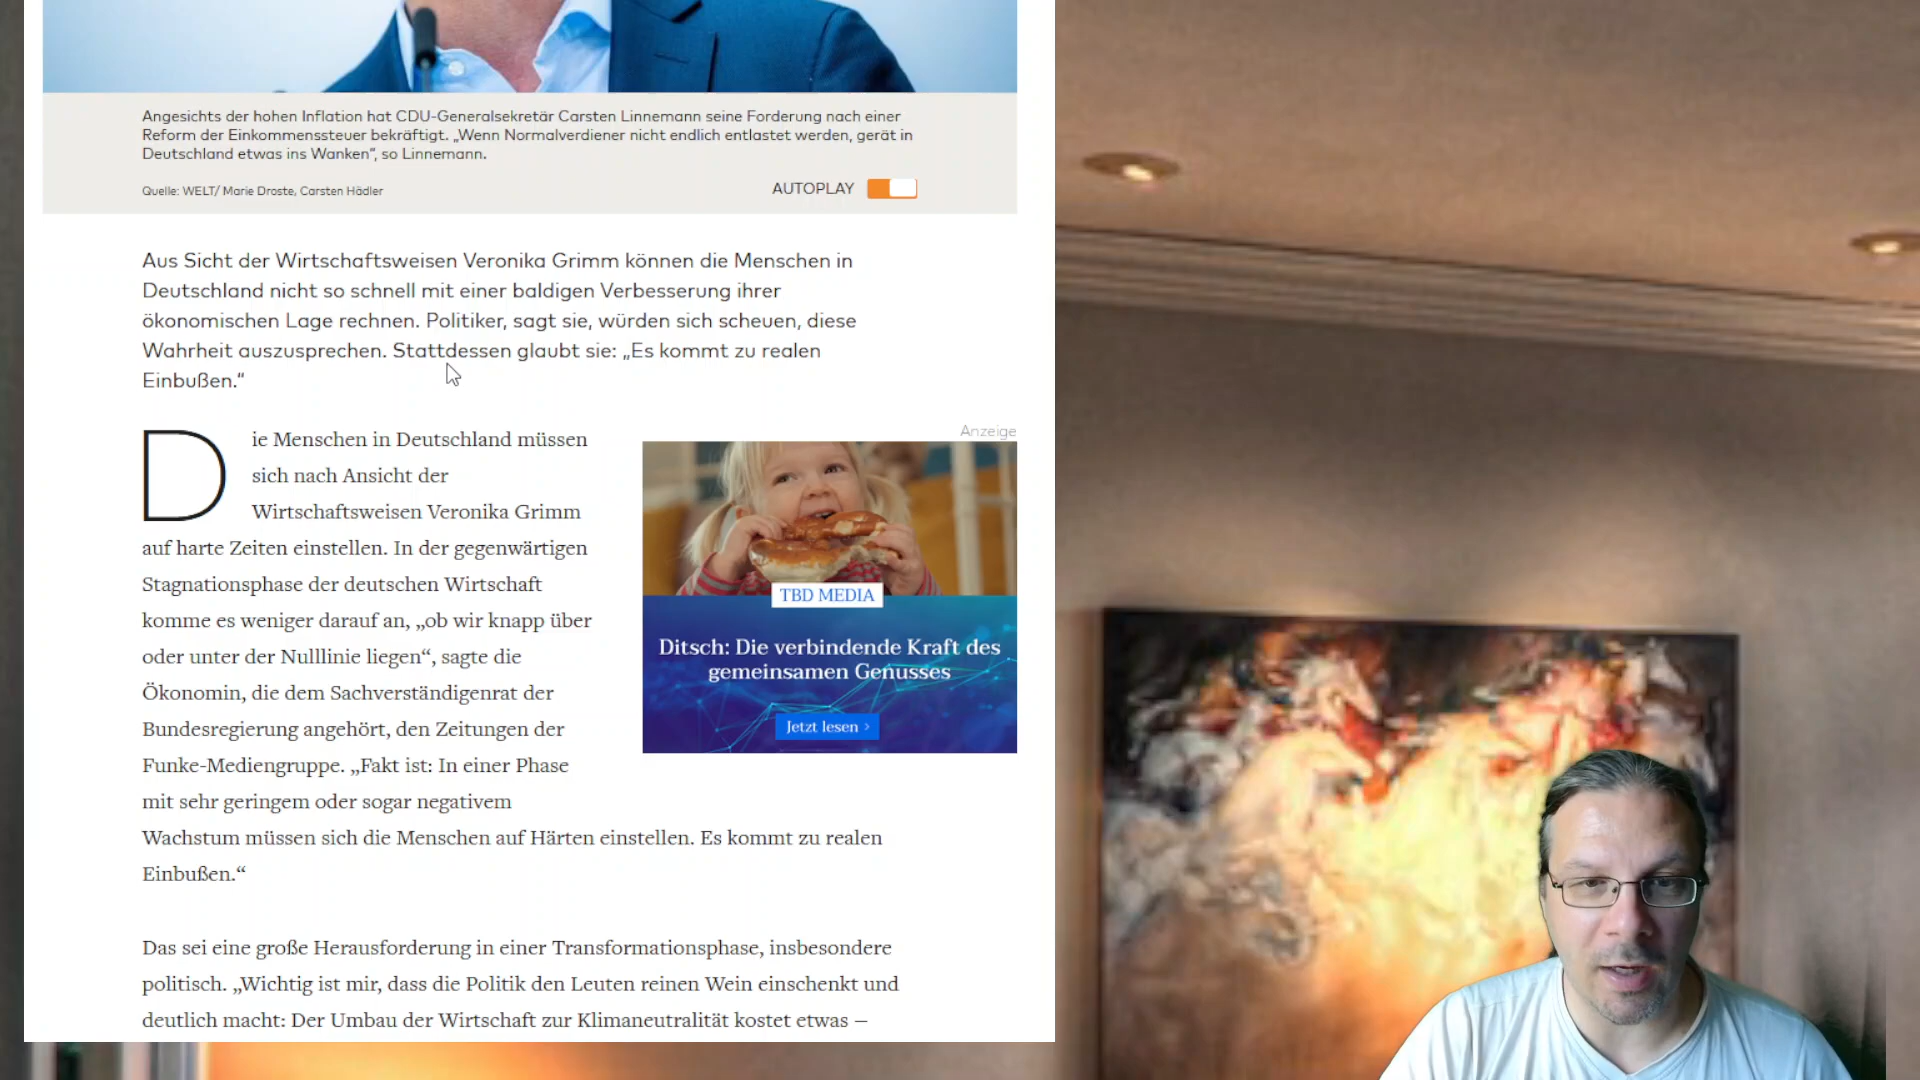 Angesichts der hohen Inflation hat CDU-Generalsekretär Carsten Linnemann seine Forderung nach einer
Reform der Einkommenssteuer bekräftigt. „Wenn Normalverdiener nicht endlich entlastet werden, gerät in
Deutschland etwas ins Wanken“, so Linnemann.
Quelle: WELT/ Marie Droste, Carsten Hädler
AUTOPLAY
Aus Sicht der Wirtschaftsweisen Veronika Grimm können die Menschen in
Deutschland nicht so schnell mit einer baldigen Verbesserung ihrer
ökonomischen Lage rechnen. Politiker, sagt sie, würden sich scheuen, diese
Wahrheit auszusprechen. Stattdessen glaubt sie: „Es kommt zu realen
Einbußen.“
Die Menschen in Deutschland müssen
sich nach Ansicht der
Wirtschaftsweisen Veronika Grimm
auf harte Zeiten einstellen. In der gegenwärtigen
Stagnationsphase der deutschen Wirtschaft
komme es weniger darauf an, „ob wir knapp über
oder unter der Nulllinie liegen“, sagte die
Ökonomin, die dem Sachverständigenrat der
Bundesregierung angehört, den Zeitungen der
Funke-Mediengruppe. „Fakt ist: In einer Phase
mit sehr geringem oder sogar negativem
Wachstum müssen sich die Menschen auf Härten einstellen. Es kommt zu realen
Einbußen.“
Anzeige
TBD MEDIA
Ditsch: Die verbindende Kraft des
gemeinsamen Genusses
Jetzt lesen ›
Das sei eine große Herausforderung in einer Transformationsphase, insbesondere
politisch. „Wichtig ist mir, dass die Politik den Leuten reinen Wein einschenkt und
deutlich macht: Der Umbau der Wirtschaft zur Klimaneutralität kostet etwas –